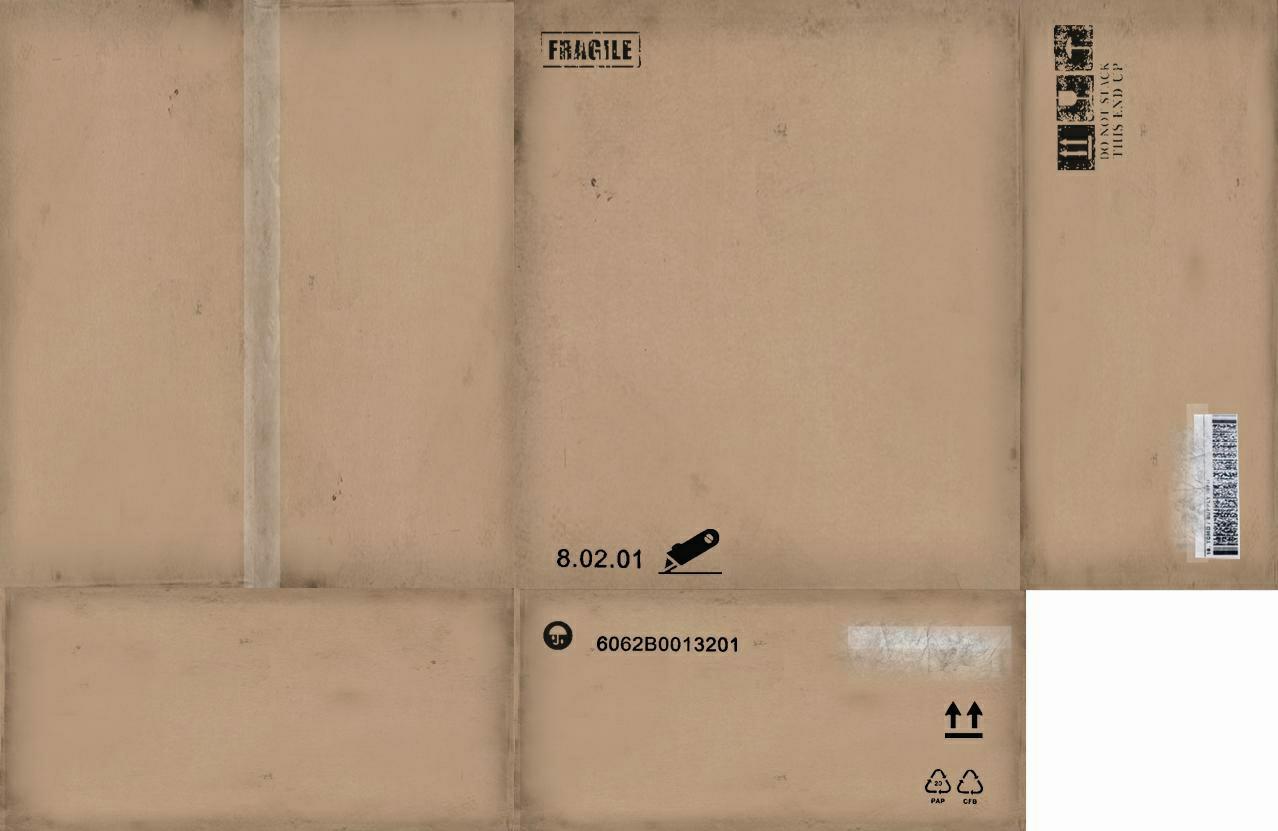 FRAGILE
DO NOT STACK
THIS END UP
8.02.01
6062B0013201
20
PAP
CFB